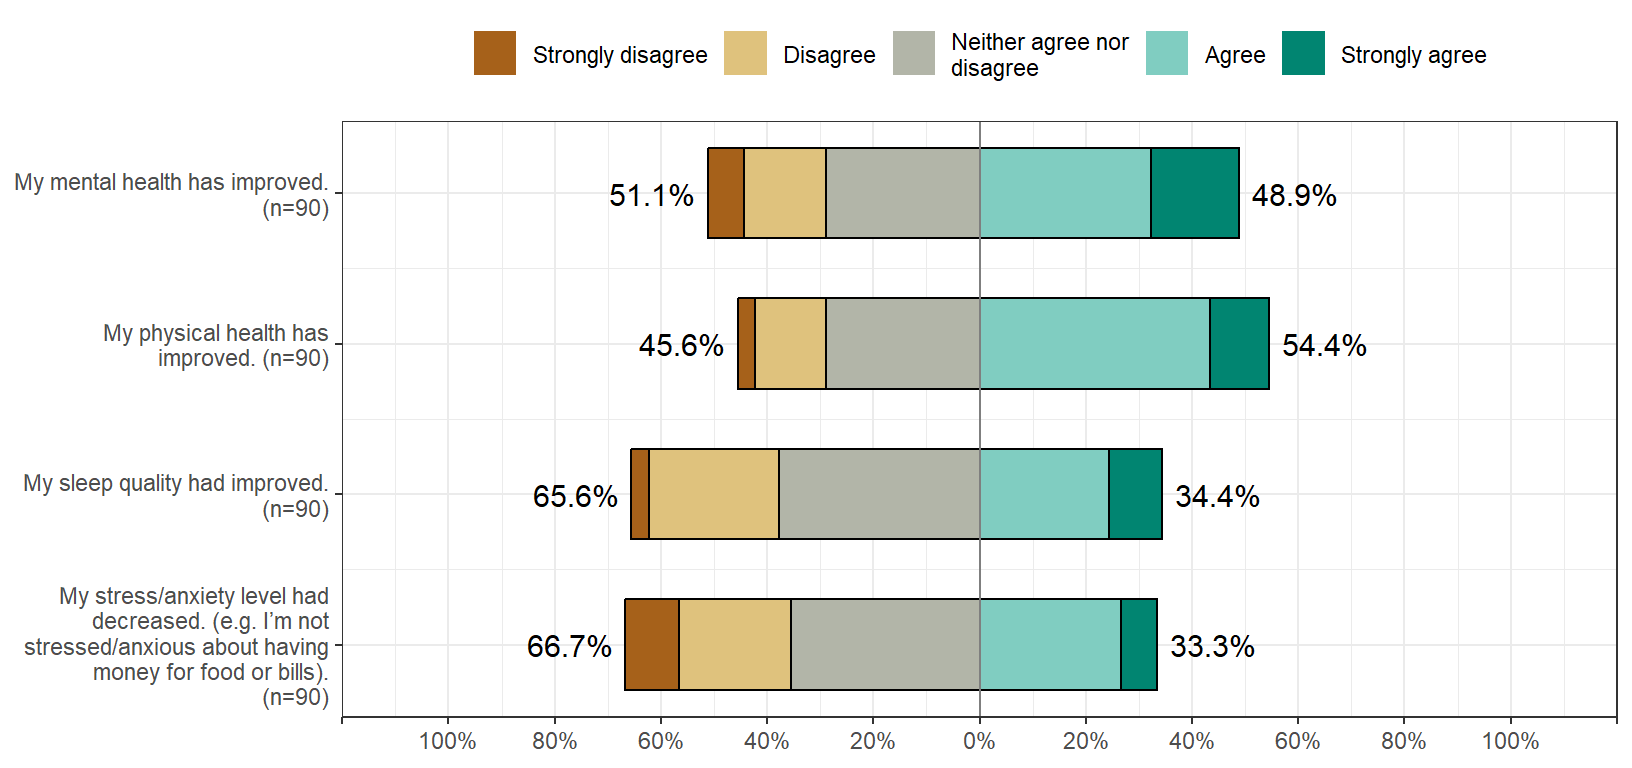 Strongly disagree
Disagree
Neither agree nor
disagree
Agree
Strongly agree
My mental health has improved.
(n=90)
51.1%
48.9%
My physical health has
improved. (n=90)
45.6%
54.4%
My sleep quality had improved.
(n=90)
65.6%
34.4%
My stress/anxiety level had
decreased. (e.g. I’m not
stressed/anxious about having
money for food or bills).
(n=90)
66.7%
33.3%
100% 80% 60% 40% 20% 0% 20% 40% 60% 80% 100%